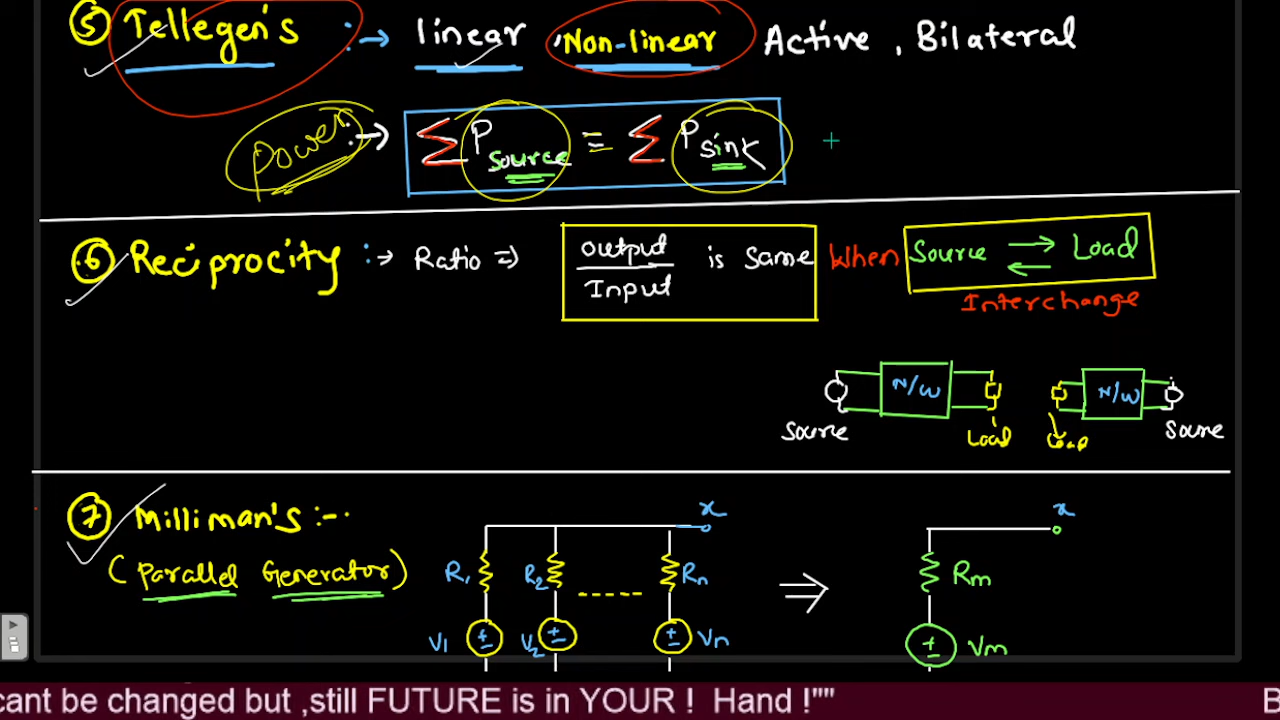 ⑤ Tellegen's :→ linear, Non-linear Active, Bilateral
Power :→ Σ P source = Σ P sink
⑥ Reciprocity :→ Ratio ⇒ output / Input is same When Source ⇄ Load
Interchange
N/W N/W
Source Load Load Source
⑦ Milliman's :-
(Parallel Generator)
x x
R1 R2 ------ Rn ⇒ Rm
V1 V2 Vn Vm
cant be changed but ,still FUTURE is in YOUR ! Hand !"" B